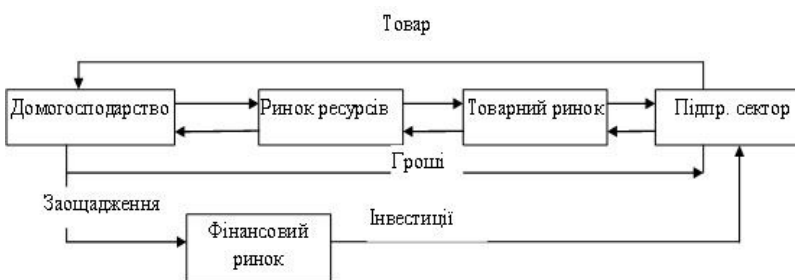 Товар
Домогосподарство
Ринок ресурсів
Товарний ринок
Підпр. сектор
Гроші
Заощадження
Інвестиції
Фінансовий
ринок